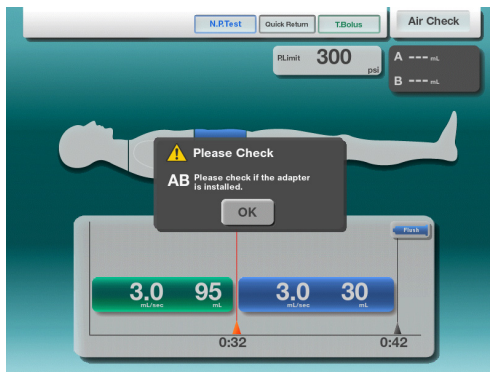 N.P.Test Quick Return T.Bolus Air Check
P.Limit 300 psi
A --- mL
B --- mL
Please Check
AB Please check if the adapter
is installed.
OK
Flush
3.0 mL/sec 95 mL 3.0 mL/sec 30 mL
0:32 0:42